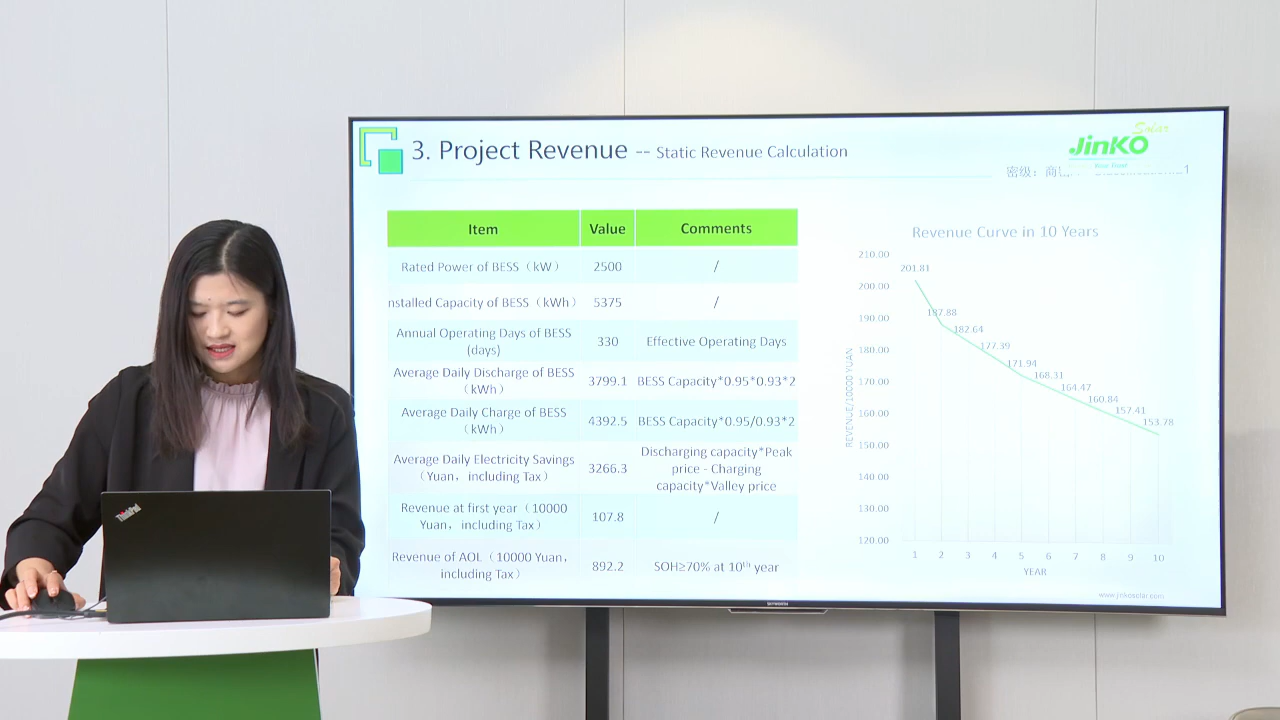 3. Project Revenue -- Static Revenue Calculation
Solar
JinKO
Your Trust
密级：商
Item Value Comments
Rated Power of BESS（kW） 2500 /
nstalled Capacity of BESS（kWh） 5375 /
Annual Operating Days of BESS
(days) 330 Effective Operating Days
Average Daily Discharge of BESS
（kWh） 3799.1 BESS Capacity*0.95*0.93*2
Average Daily Charge of BESS
（kWh） 4392.5 BESS Capacity*0.95/0.93*2
Average Daily Electricity Savings
（Yuan，including Tax） 3266.3 Discharging capacity*Peak
price - Charging
capacity*Valley price
Revenue at first year（10000
Yuan，including Tax） 107.8 /
Revenue of AOL（10000 Yuan，
including Tax） 892.2 SOH≥70% at 10th year
Revenue Curve in 10 Years
REVENUE/10000 YUAN
210.00
200.00
190.00
180.00
170.00
160.00
150.00
140.00
130.00
120.00
201.81
187.88
182.64
177.39
171.94
168.31
164.47
160.84
157.41
153.78
1 2 3 4 5 6 7 8 9 10
YEAR
www.jinkosolar.com
SKYWORTH
ThinkPad